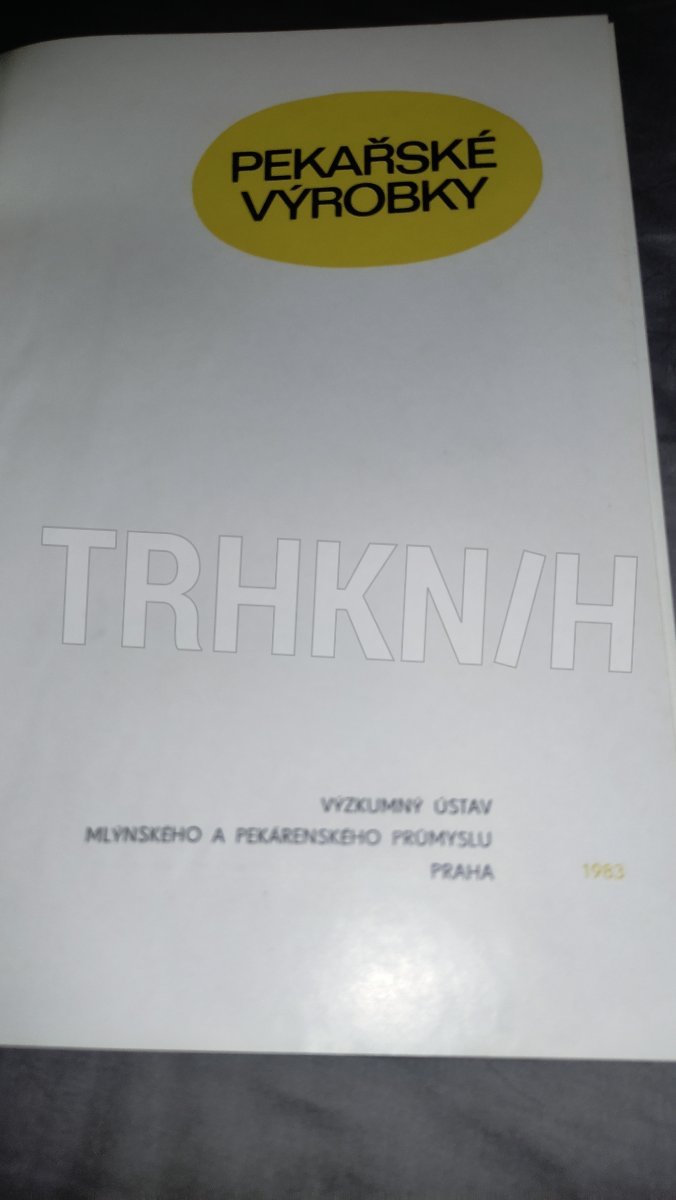 PEKAŘSKÉ
VÝROBKY
TRHKN/H
VÝZKUMNÝ ÚSTAV
MLÝNSKÉHO A PEKÁRENSKÉHO PRŮMYSLU
PRAHA 1983